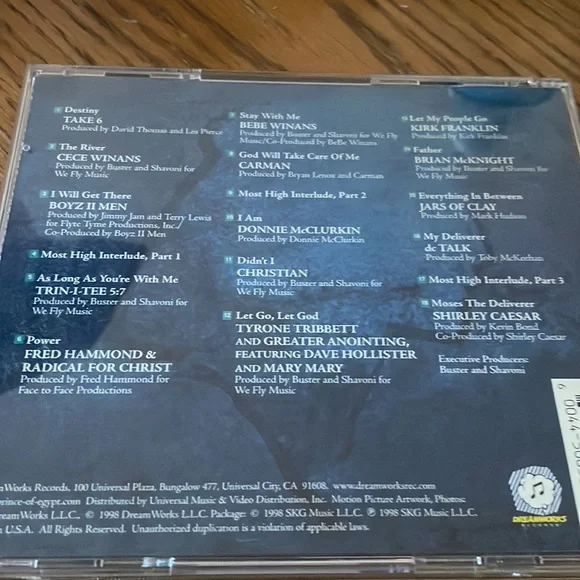 1 Destiny
TAKE 6
Produced by David Thomas and Les Pierce
2 The River
CECE WINANS
Produced by Buster and Shavoni for
We Fly Music
3 I Will Get There
BOYZ II MEN
Produced by Jimmy Jam and Terry Lewis
for Flyte Tyme Productions, Inc./
Co-Produced by Boyz II Men
4 Most High Interlude, Part 1
5 As Long As You're With Me
TRIN-I-TEE 5:7
Produced by Buster and Shavoni for
We Fly Music
6 Power
FRED HAMMOND &
RADICAL FOR CHRIST
Produced by Fred Hammond for
Face to Face Productions
7 Stay With Me
BEBE WINANS
Produced by Buster and Shavoni for We Fly
Music/Co-Produced by BeBe Winans
8 God Will Take Care Of Me
CARMAN
Produced by Bryan Lenox and Carman
9 Most High Interlude, Part 2
10 I Am
DONNIE McCLURKIN
Produced by Donnie McClurkin
11 Didn't I
CHRISTIAN
Produced by Buster and Shavoni for
We Fly Music
12 Let Go, Let God
TYRONE TRIBBETT
AND GREATER ANOINTING,
FEATURING DAVE HOLLISTER
AND MARY MARY
Produced by Buster and Shavoni for
We Fly Music
13 Let My People Go
KIRK FRANKLIN
Produced by Kirk Franklin
14 Father
BRIAN McKNIGHT
Produced by Buster and Shavoni for
We Fly Music
15 Everything In Between
JARS OF CLAY
Produced by Mark Hudson
16 My Deliverer
dc TALK
Produced by Toby McKeehan
17 Most High Interlude, Part 3
18 Moses The Deliverer
SHIRLEY CAESAR
Produced by Kevin Bond
Co-Produced by Shirley Caesar
Executive Producers:
Buster and Shavoni
6 0044
eamWorks Records, 100 Universal Plaza, Bungalow 477, Universal City, CA 91608. www.dreamworksrec.com
prince-of-egypt.com Distributed by Universal Music & Video Distribution, Inc. Motion Picture Artwork, Photos:
reamWorks L.L.C., © 1998 DreamWorks L.L.C. Package: © 1998 SKG Music L.L.C. ℗ 1998 SKG Music L.L.C.
n U.S.A. All Rights Reserved. Unauthorized duplication is a violation of applicable laws.
DREAMWORKS
RECORDS